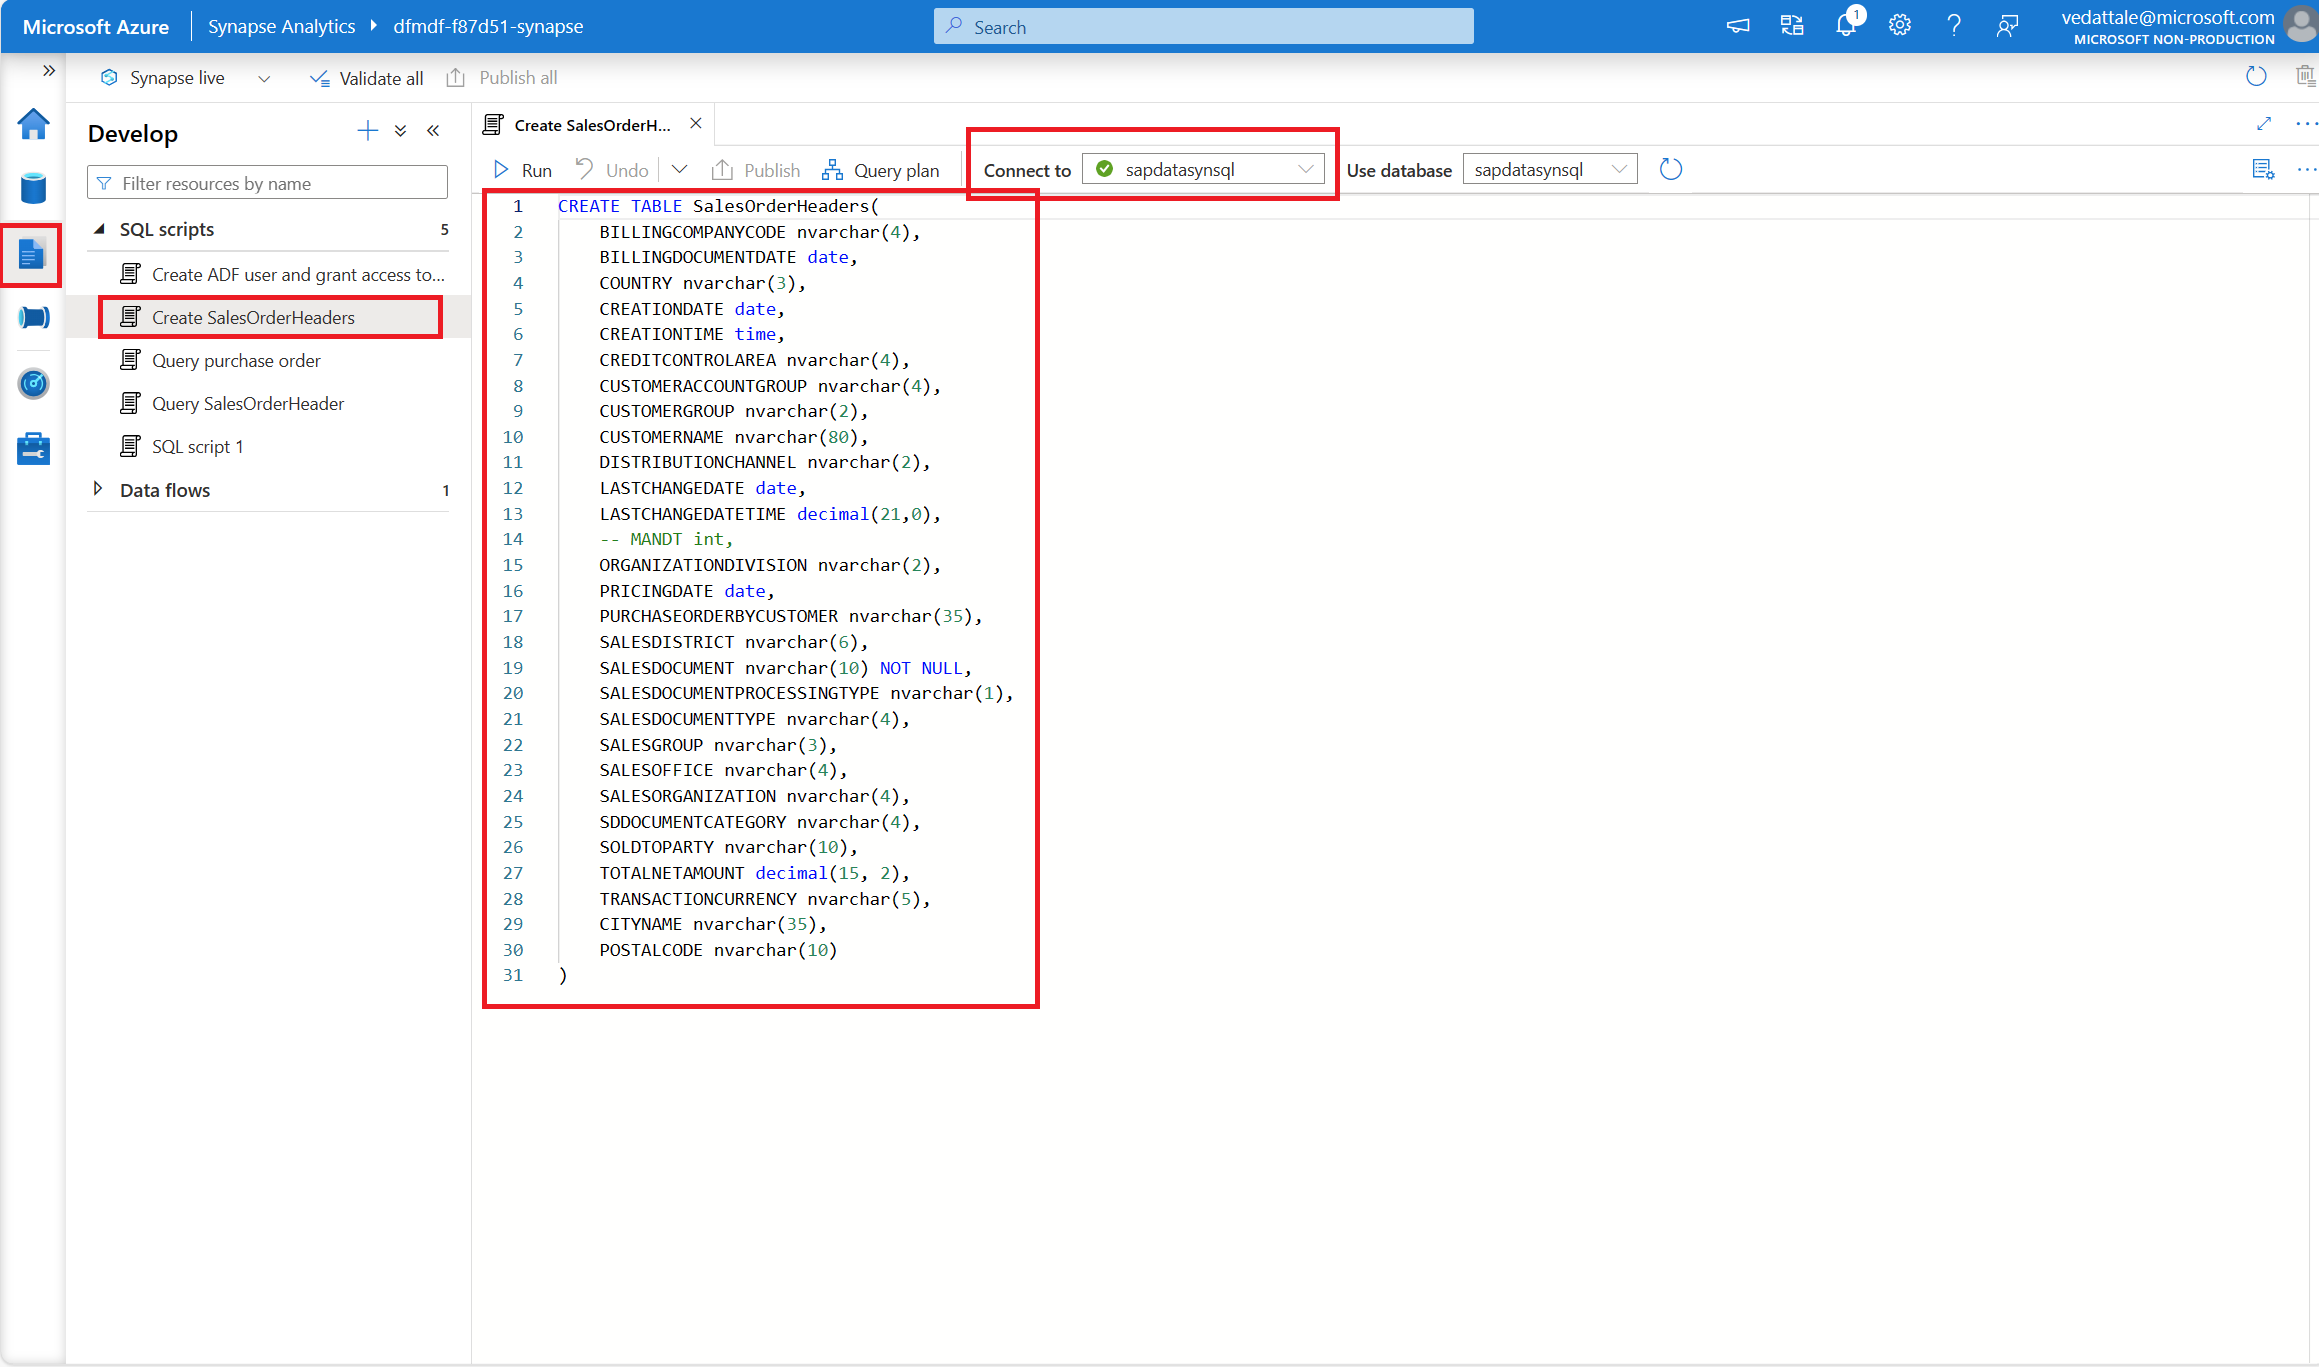 Microsoft Azure
Synapse Analytics
dfmdf-f87d51-synapse
Search
1
vedattale@microsoft.com
MICROSOFT NON-PRODUCTION
Synapse live
Validate all
Publish all
Develop
Filter resources by name
SQL scripts 5
Create ADF user and grant access to...
Create SalesOrderHeaders
Query purchase order
Query SalesOrderHeader
SQL script 1
Data flows 1
Create SalesOrderH...
Run
Undo
Publish
Query plan
Connect to
sapdatasynsql
Use database
sapdatasynsql
1 CREATE TABLE SalesOrderHeaders(
2 BILLINGCOMPANYCODE nvarchar(4),
3 BILLINGDOCUMENTDATE date,
4 COUNTRY nvarchar(3),
5 CREATIONDATE date,
6 CREATIONTIME time,
7 CREDITCONTROLAREA nvarchar(4),
8 CUSTOMERACCOUNTGROUP nvarchar(4),
9 CUSTOMERGROUP nvarchar(2),
10 CUSTOMERNAME nvarchar(80),
11 DISTRIBUTIONCHANNEL nvarchar(2),
12 LASTCHANGEDATE date,
13 LASTCHANGEDATETIME decimal(21,0),
14 -- MANDT int,
15 ORGANIZATIONDIVISION nvarchar(2),
16 PRICINGDATE date,
17 PURCHASEORDERBYCUSTOMER nvarchar(35),
18 SALESDISTRICT nvarchar(6),
19 SALESDOCUMENT nvarchar(10) NOT NULL,
20 SALESDOCUMENTPROCESSINGTYPE nvarchar(1),
21 SALESDOCUMENTTYPE nvarchar(4),
22 SALESGROUP nvarchar(3),
23 SALESOFFICE nvarchar(4),
24 SALESORGANIZATION nvarchar(4),
25 SDDOCUMENTCATEGORY nvarchar(4),
26 SOLDTOPARTY nvarchar(10),
27 TOTALNETAMOUNT decimal(15, 2),
28 TRANSACTIONCURRENCY nvarchar(5),
29 CITYNAME nvarchar(35),
30 POSTALCODE nvarchar(10)
31 )